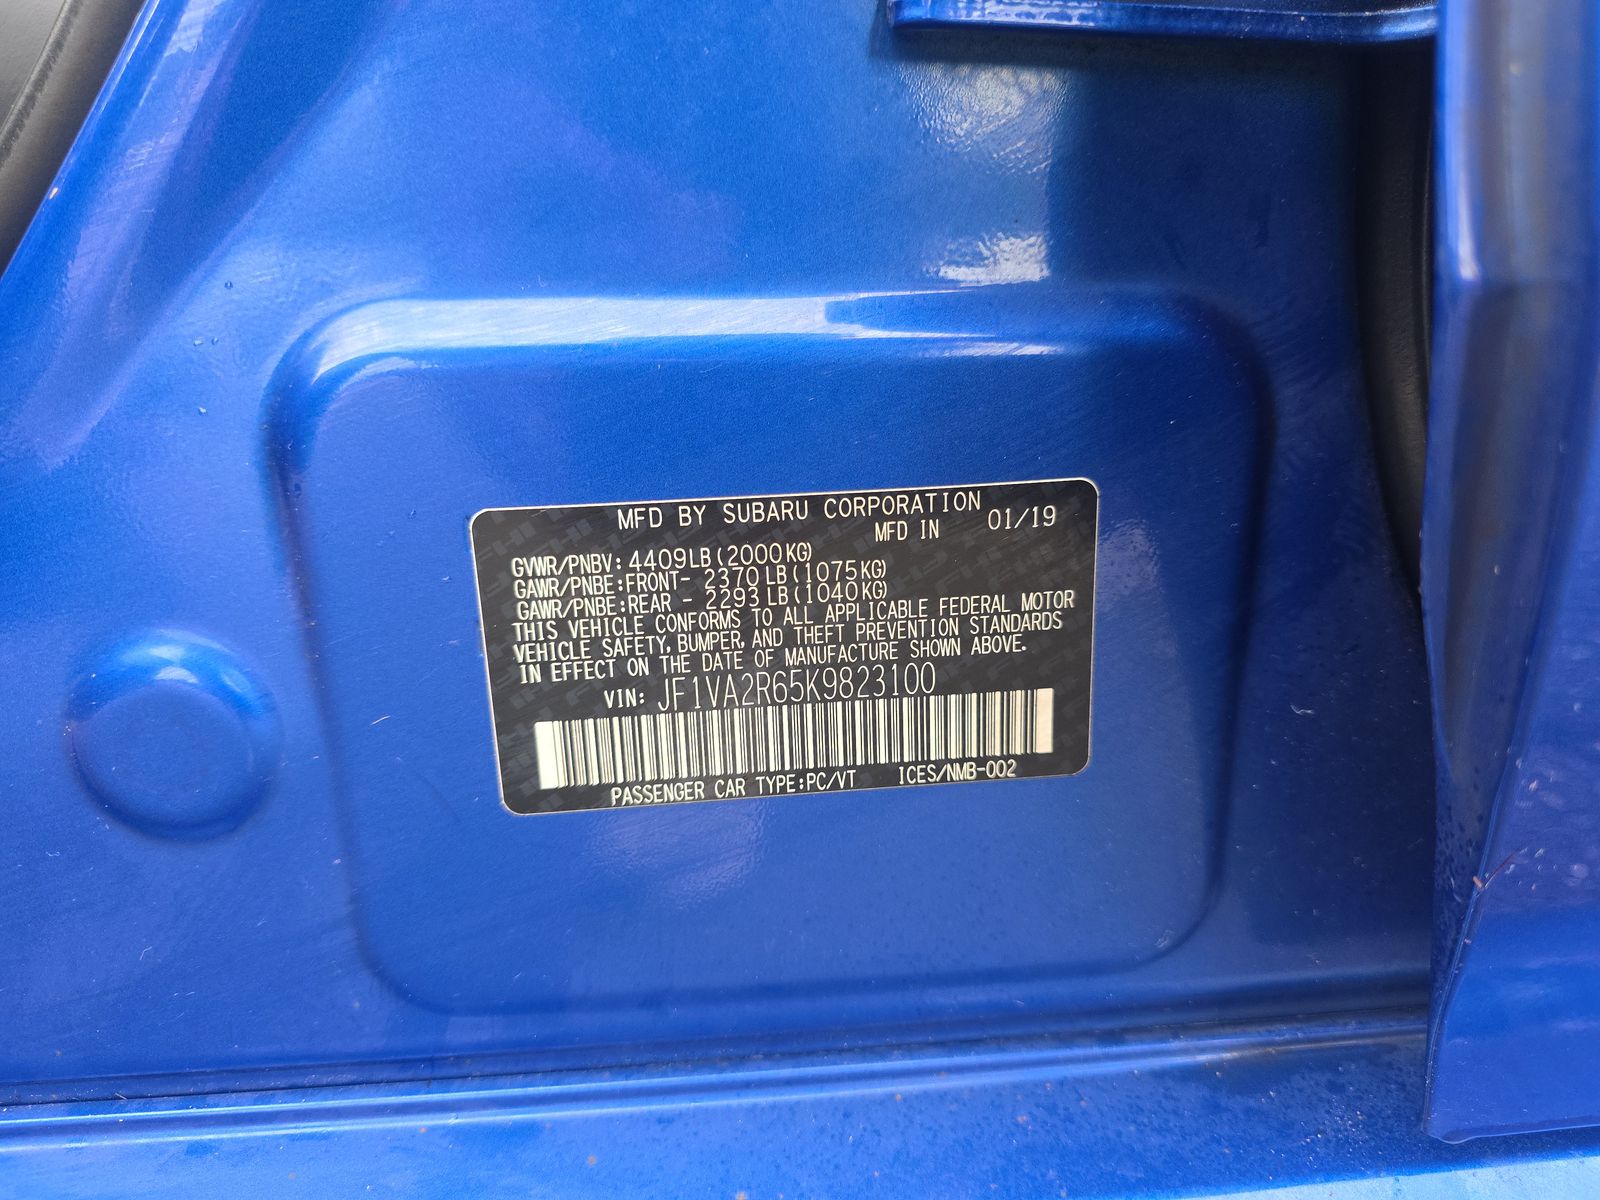 MFD BY SUBARU CORPORATION
MFD IN 01/19
GVWR/PNBV: 4409LB(2000KG)
GAWR/PNBE:FRONT- 2370LB(1075KG)
GAWR/PNBE:REAR - 2293LB(1040KG)
THIS VEHICLE CONFORMS TO ALL APPLICABLE FEDERAL MOTOR
VEHICLE SAFETY, BUMPER, AND THEFT PREVENTION STANDARDS
IN EFFECT ON THE DATE OF MANUFACTURE SHOWN ABOVE.
VIN: JF1VA2R65K9823100
PASSENGER CAR TYPE:PC/VT ICES/NMB-002